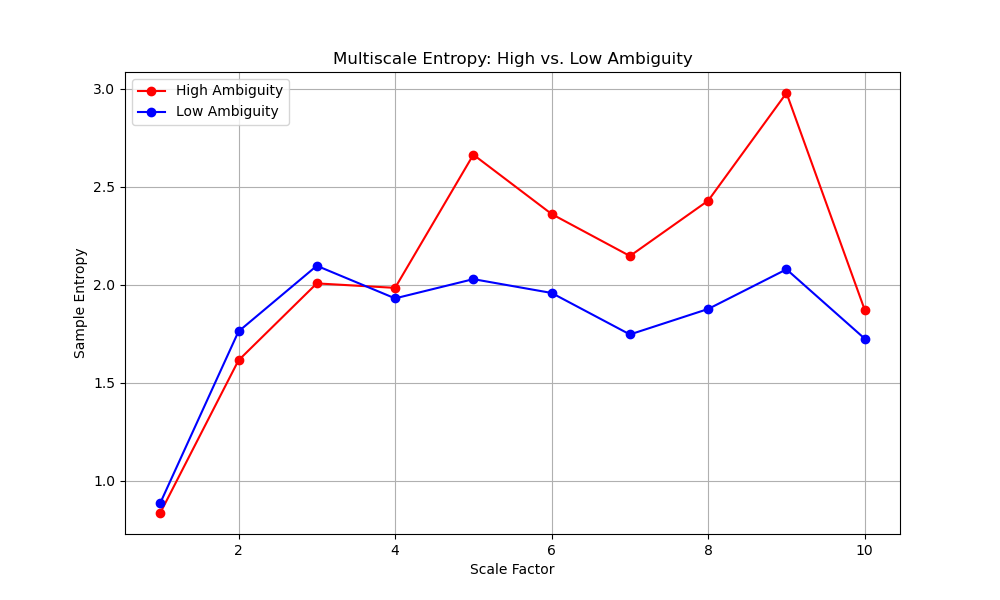 Multiscale Entropy: High vs. Low Ambiguity
High Ambiguity
Low Ambiguity
3.0
2.5
2.0
1.5
1.0
Sample Entropy
2 4 6 8 10
Scale Factor